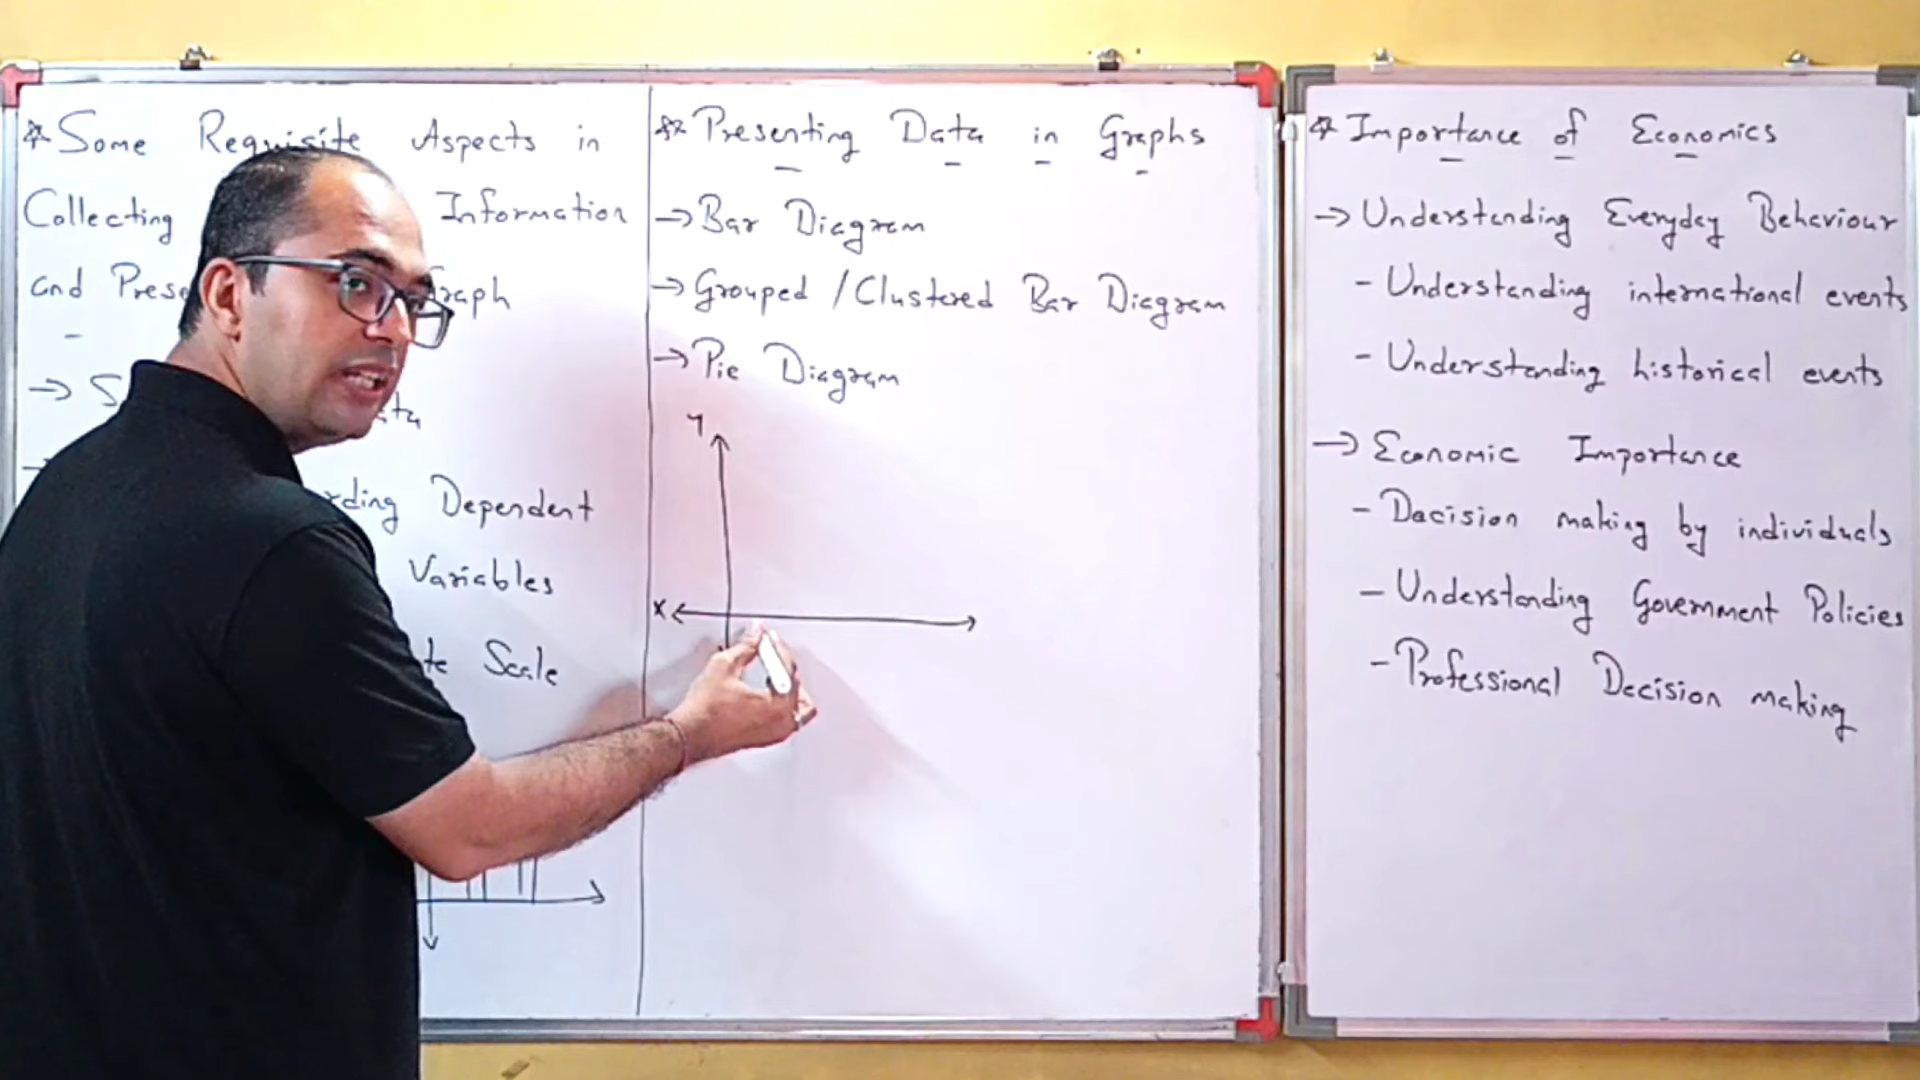 * Some Requisite Aspects in
Collecting Information
and
Dependent
Variables
Scale
** Presenting Data in Graphs
→ Bar Diagram
→ Grouped / Clustered Bar Diagram
→ Pie Diagram
Y
X
* Importance of Economics
→ Understanding Everyday Behaviour
- Understanding international events
- Understanding historical events
→ Economic Importance
- Decision making by individuals
- Understanding Government Policies
- Professional Decision making